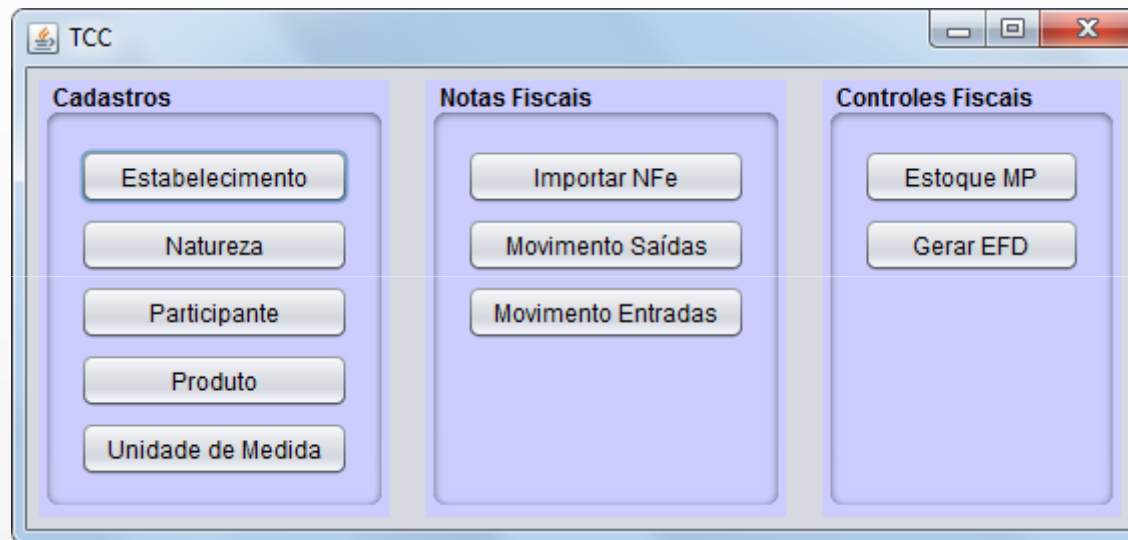 TCC
Cadastros
Estabelecimento
Natureza
Participante
Produto
Unidade de Medida
Notas Fiscais
Importar NFe
Movimento Saídas
Movimento Entradas
Controles Fiscais
Estoque MP
Gerar EFD